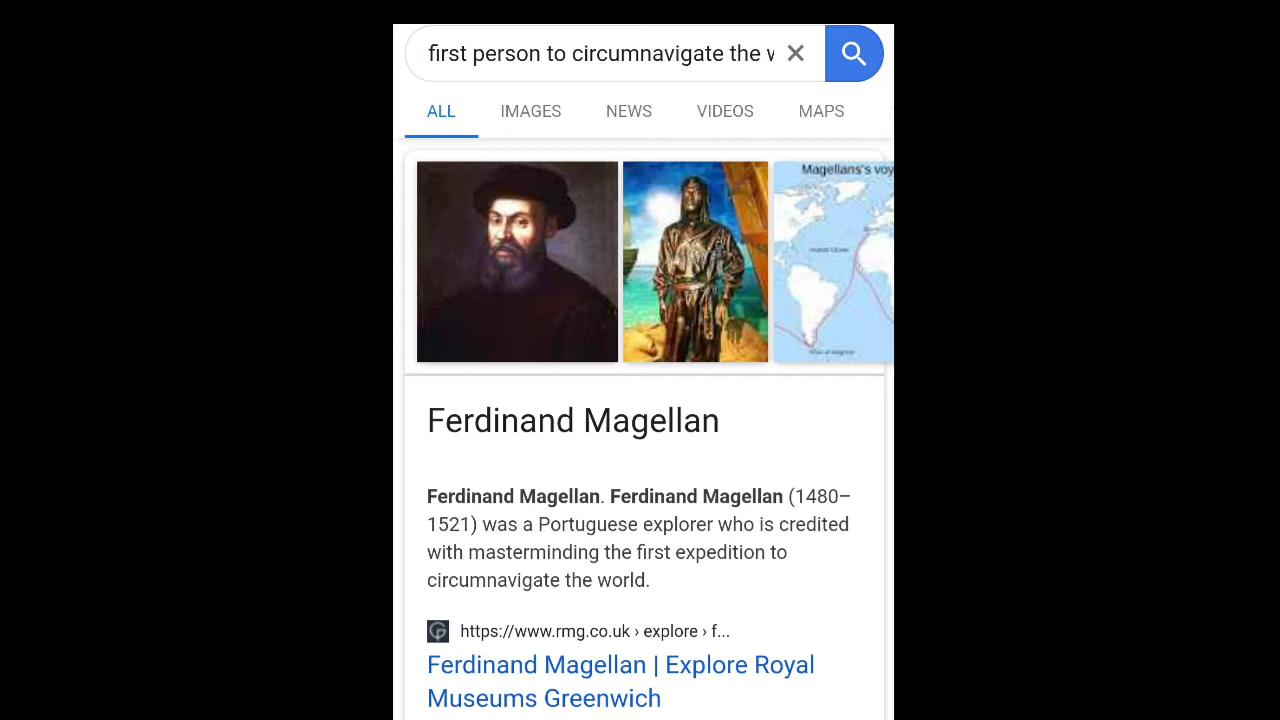 first person to circumnavigate the
ALL IMAGES NEWS VIDEOS MAPS
Magellans's voy
Ferdinand Magellan
Ferdinand Magellan. Ferdinand Magellan (1480–
1521) was a Portuguese explorer who is credited
with masterminding the first expedition to
circumnavigate the world.
https://www.rmg.co.uk › explore › f...
Ferdinand Magellan | Explore Royal
Museums Greenwich